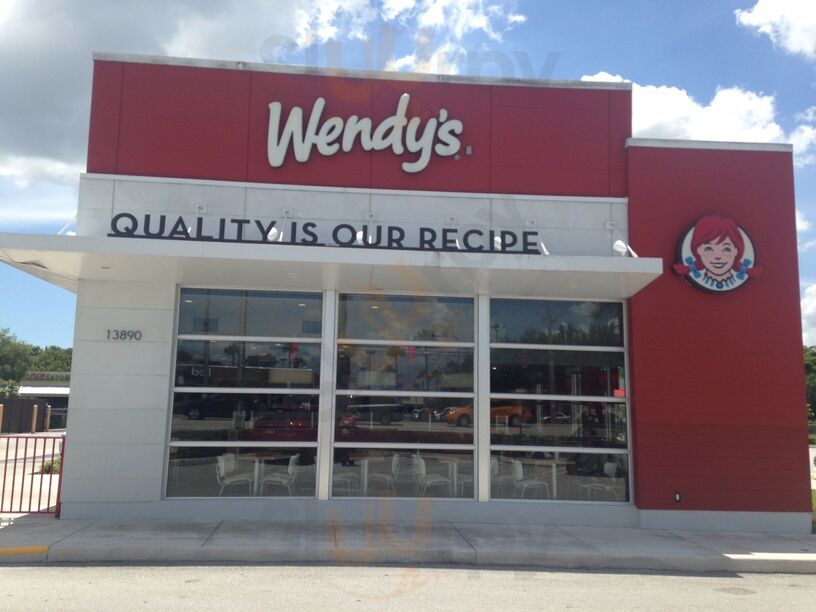 Wendy's
QUALITY IS OUR RECIPE
13890